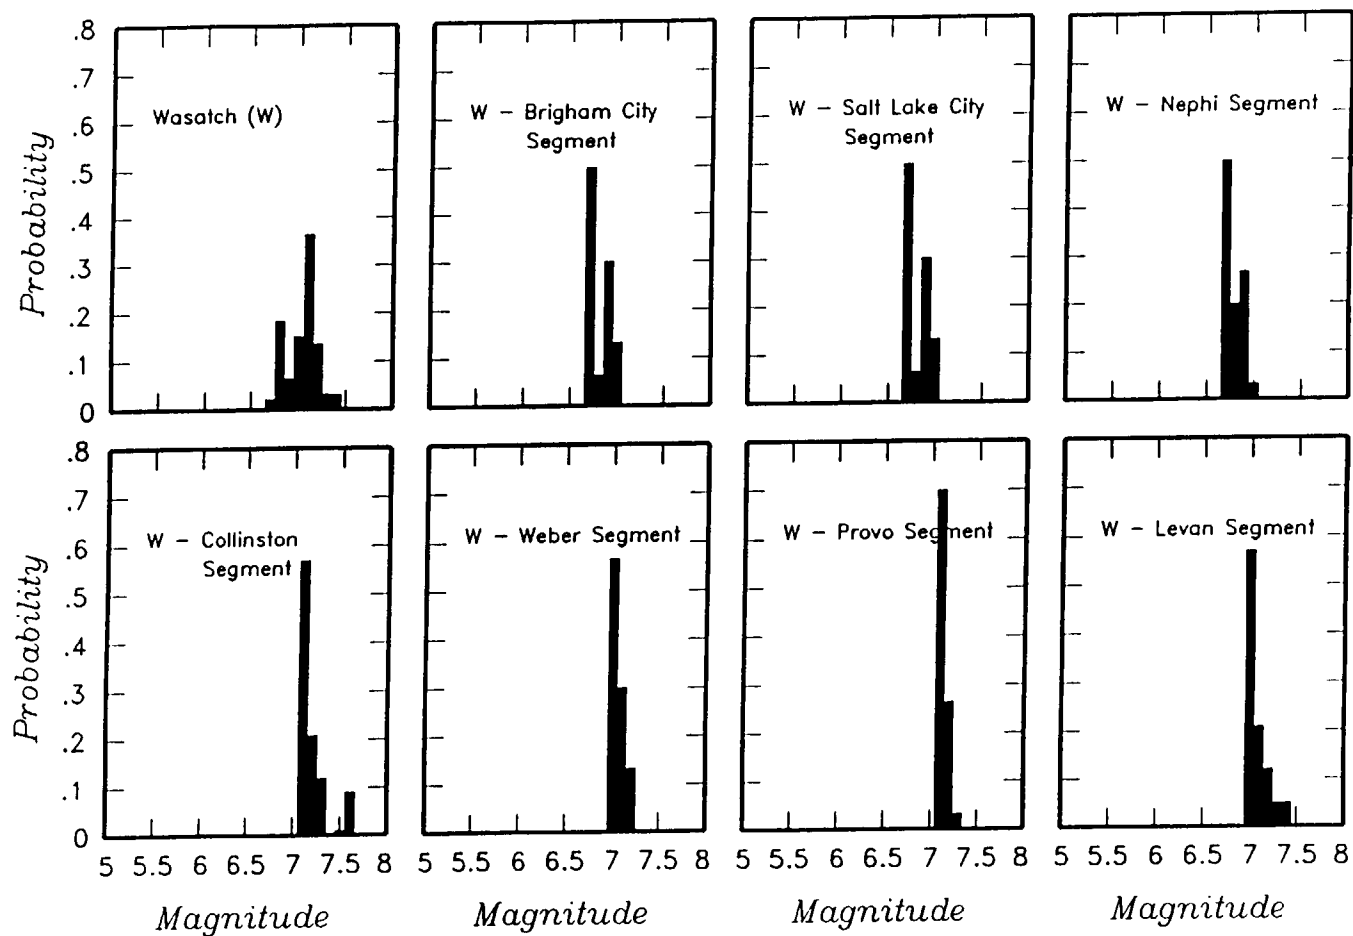 .8
.7
.6
.5
.4
.3
.2
.1
0
Probability
Wasatch (W)
W – Brigham City
Segment
W – Salt Lake City
Segment
W – Nephi Segment
.8
.7
.6
.5
.4
.3
.2
.1
0
Probability
W – Collinston
Segment
W – Weber Segment
W – Provo Segment
W – Levan Segment
5 5.5 6 6.5 7 7.5 8
5 5.5 6 6.5 7 7.5 8
5 5.5 6 6.5 7 7.5 8
5 5.5 6 6.5 7 7.5 8
Magnitude
Magnitude
Magnitude
Magnitude